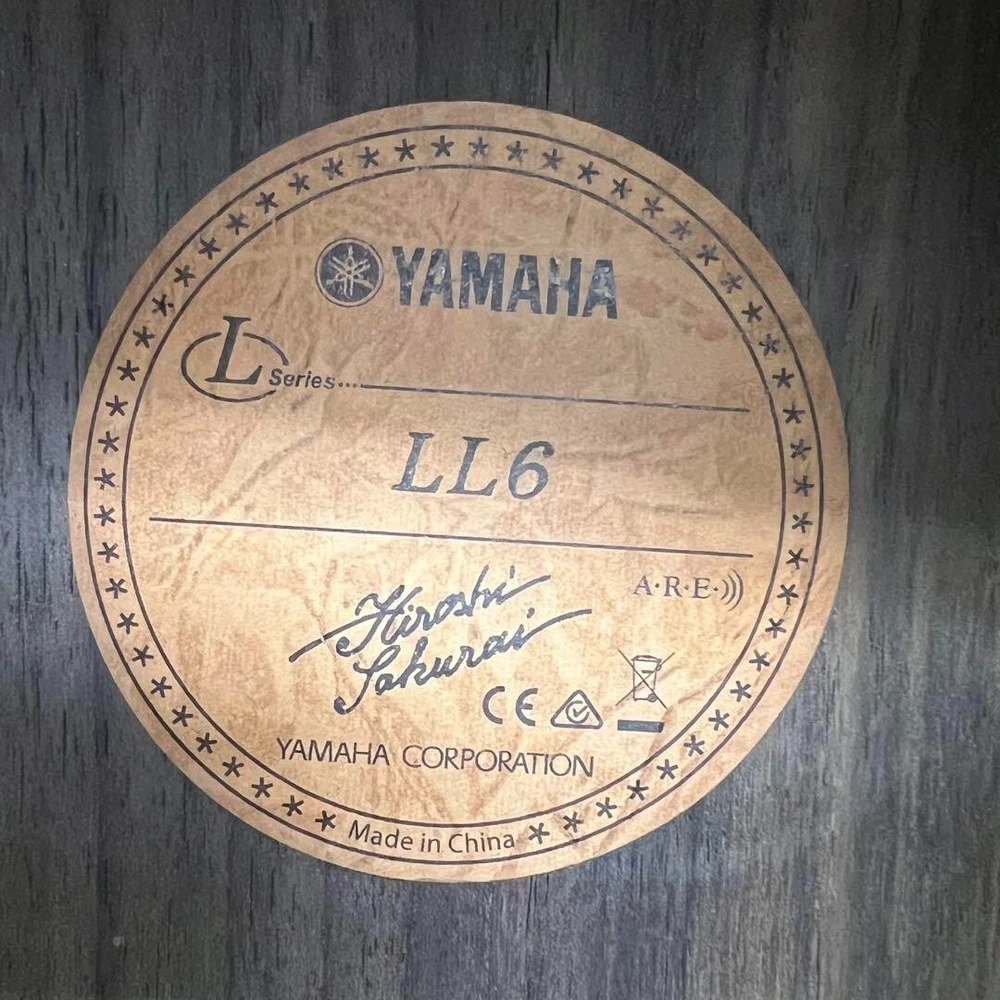 YAMAHA
L Series....
LL6
A·R·E·)))
Hiroshi
Sakurai
CE
YAMAHA CORPORATION
Made in China